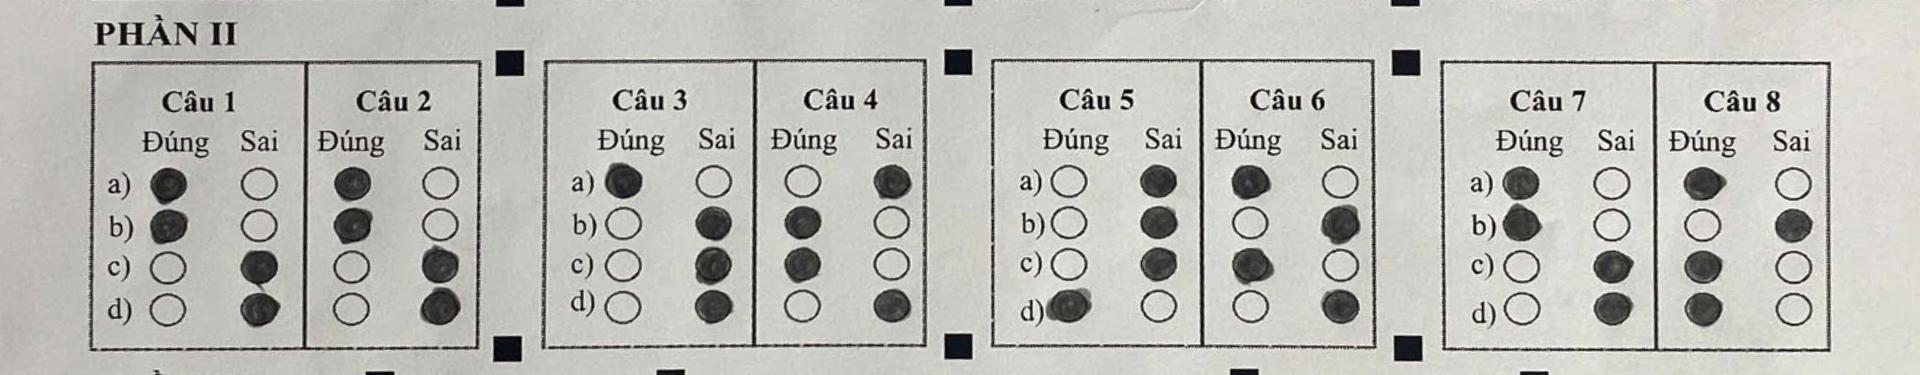 PHẦN II
Câu 1 Câu 2 Câu 3 Câu 4 Câu 5 Câu 6 Câu 7 Câu 8
Đúng Sai Đúng Sai Đúng Sai Đúng Sai Đúng Sai Đúng Sai Đúng Sai Đúng Sai
a) a) a) a)
b) b) b) b)
c) c) c) c)
d) d) d) d)